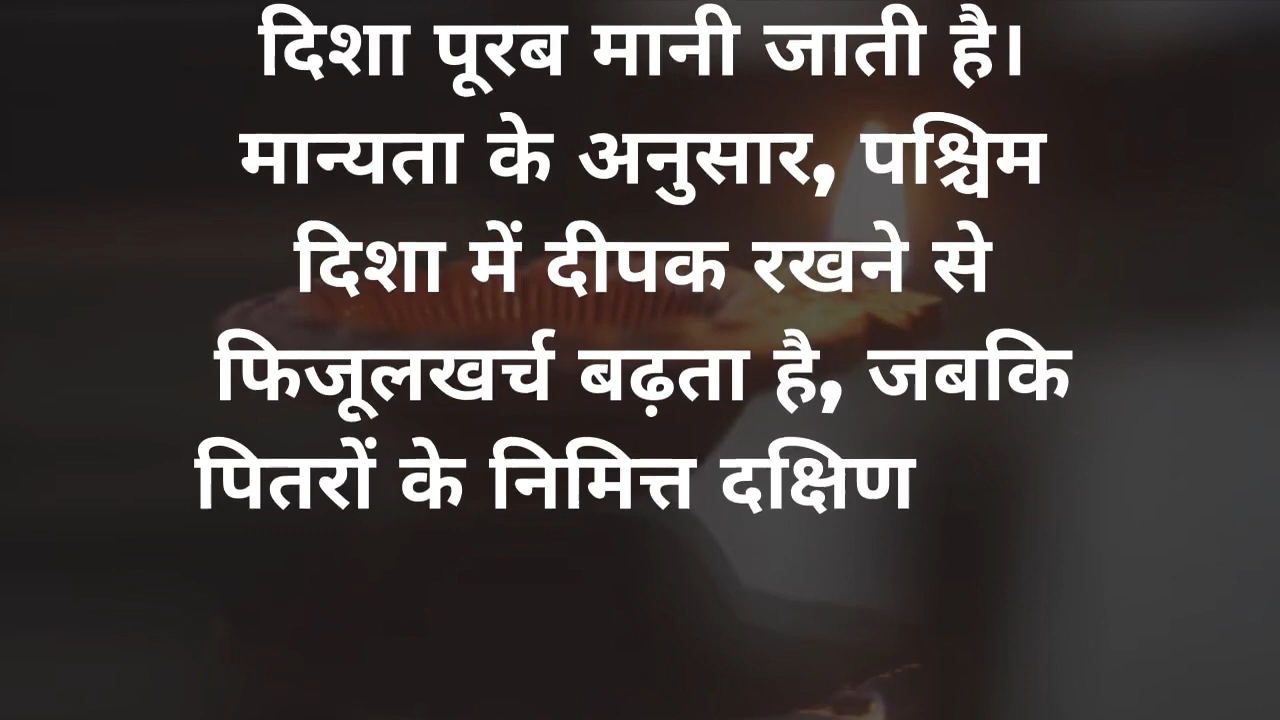 दिशा पूरब मानी जाती है।
मान्यता के अनुसार, पश्चिम
दिशा में दीपक रखने से
फिजूलखर्च बढ़ता है, जबकि
पितरों के निमित्त दक्षिण